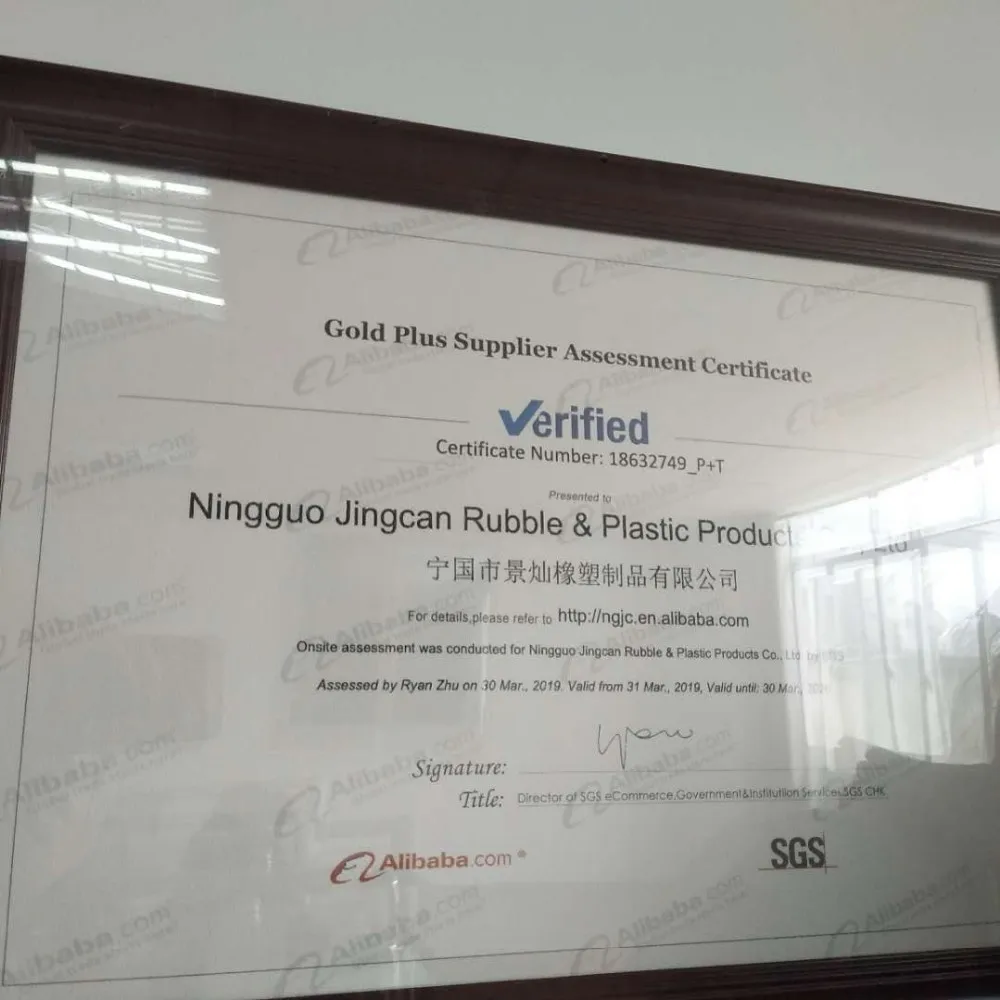 Gold Plus Supplier Assessment Certificate
Verified
Certificate Number: 18632749_P+T
Presented to
Ningguo Jingcan Rubble & Plastic Product Ltd
宁国市景灿橡塑制品有限公司
For details,please refer to http://ngjc.en.alibaba.com
Onsite assessment was conducted for Ningguo Jingcan Rubble & Plastic Products Co., Ltd by
Assessed by Ryan Zhu on 30 Mar., 2019. Valid from 31 Mar., 2019, Valid until: 30 Mar.,
Signature:
Title: Director of SGS eCommerce,Government&Institutiion Services,SGS CHK
Alibaba.com®
SGS